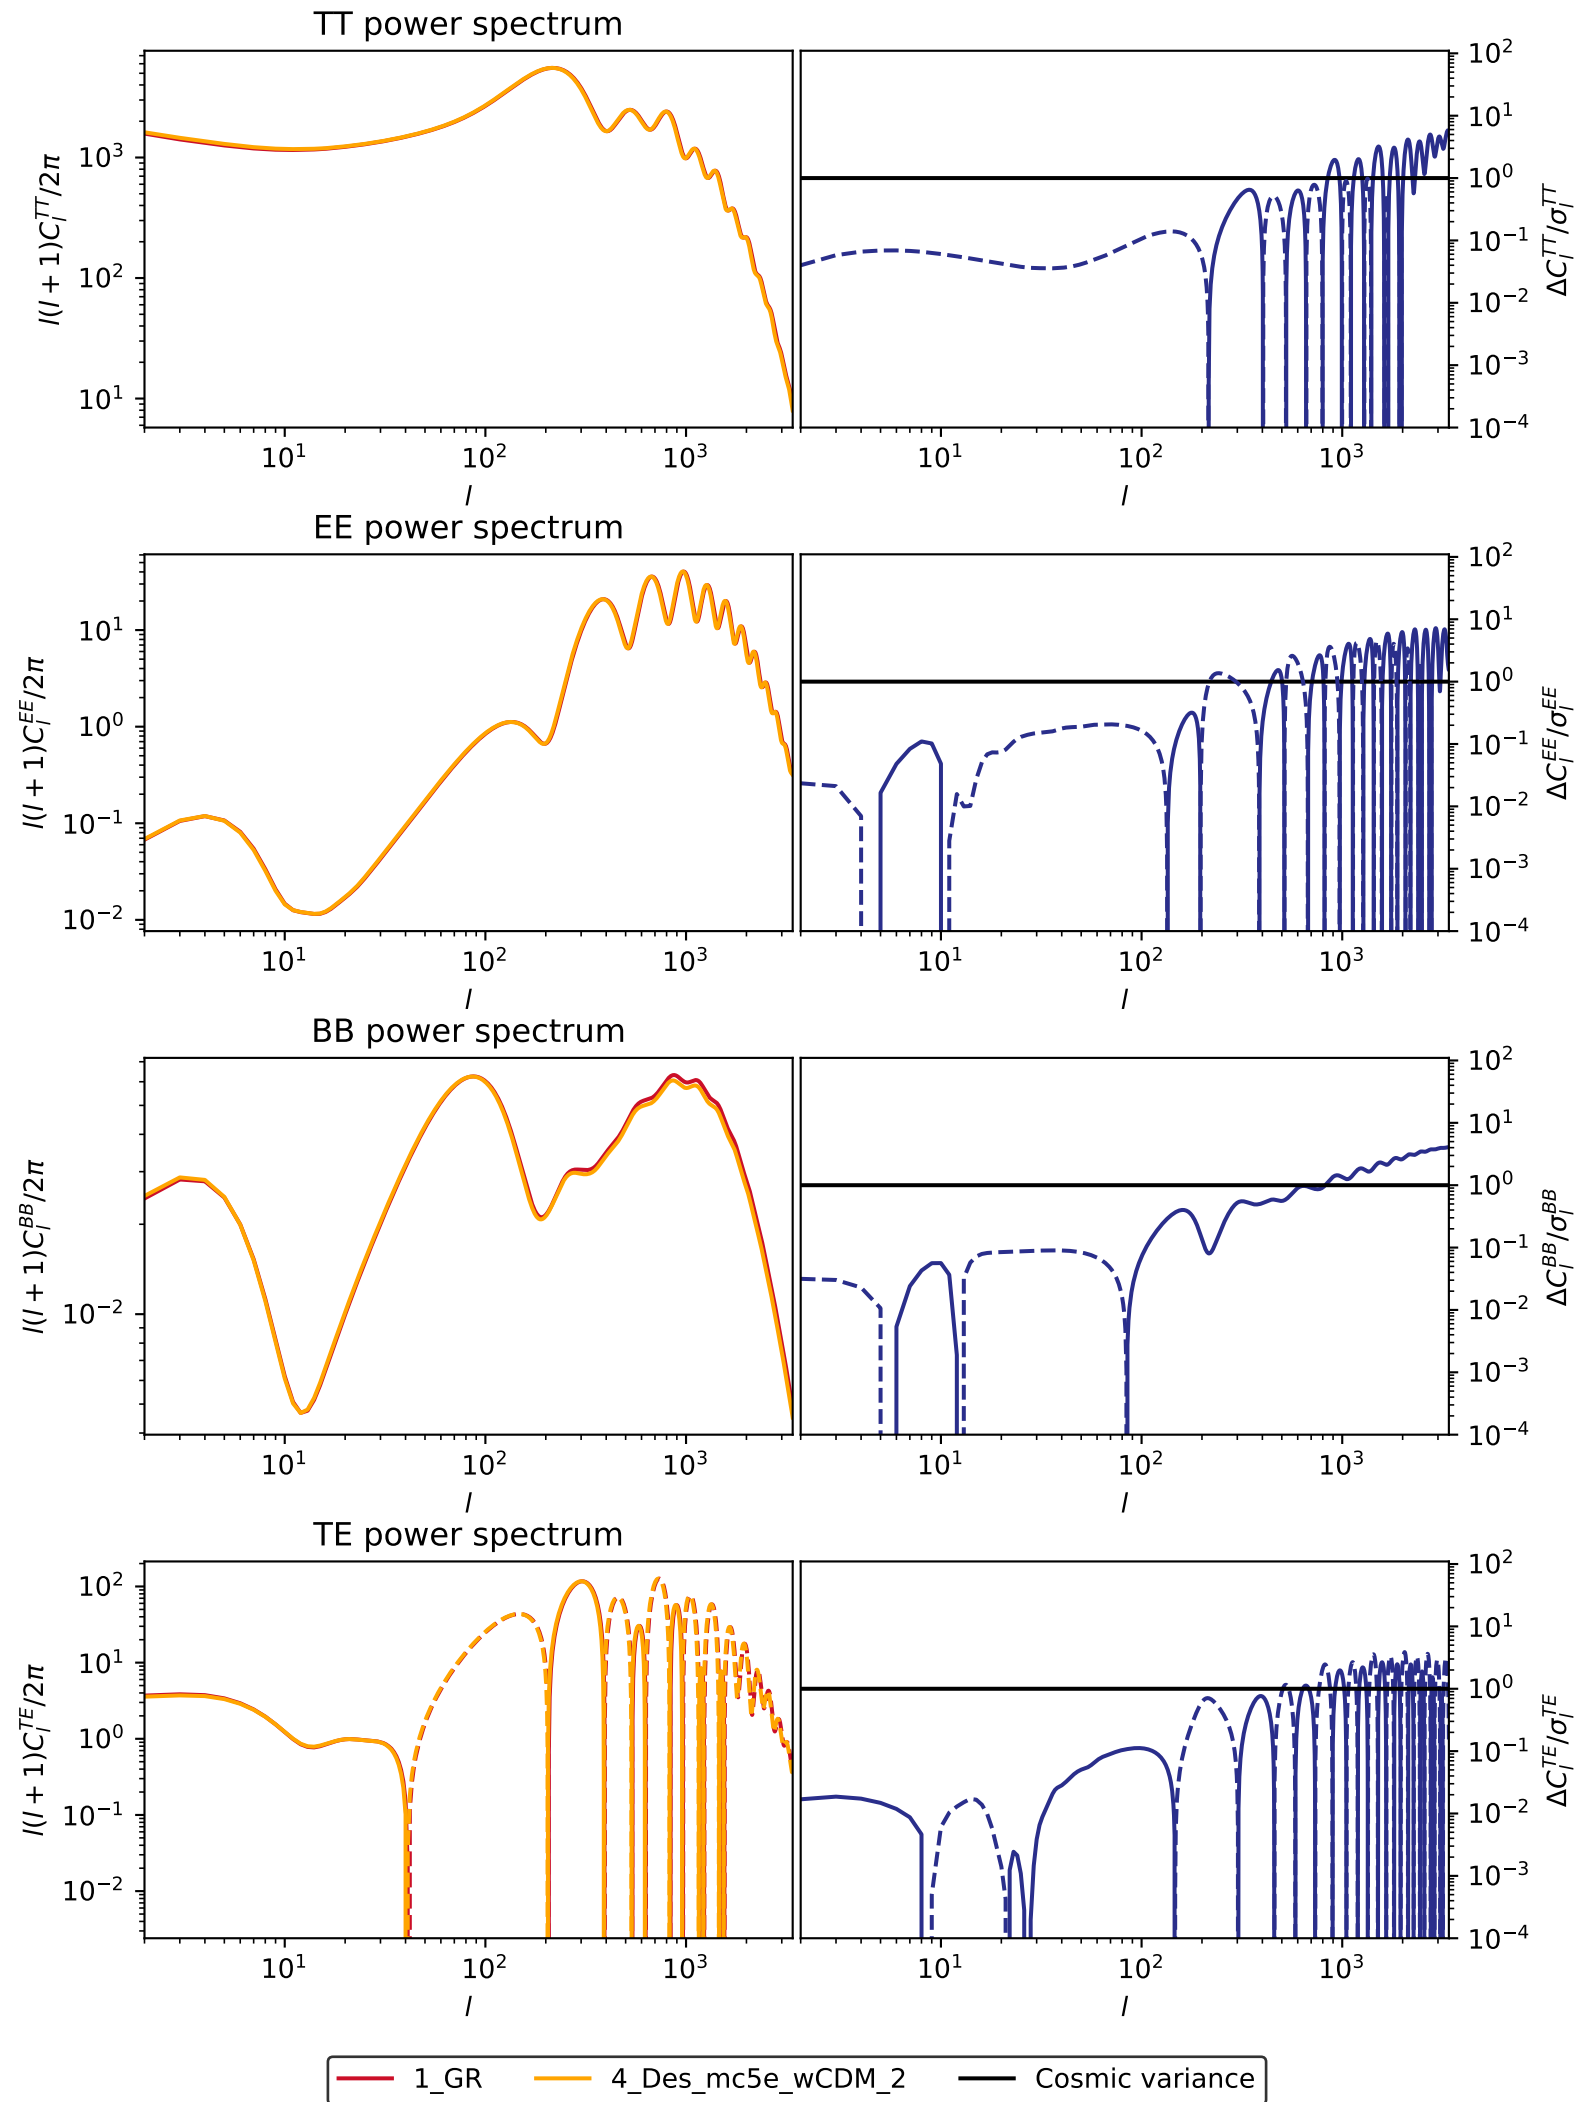 TT power spectrum
l(l + 1)C_l^{TT}/2π
10^3
10^2
10^1
10^1 10^2 10^3
l
10^2
10^1
10^0
10^−1
10^−2
10^−3
10^−4
ΔC_l^{TT}/σ_l^{TT}
10^1 10^2 10^3
l
EE power spectrum
l(l + 1)C_l^{EE}/2π
10^1
10^0
10^−1
10^−2
10^1 10^2 10^3
l
10^2
10^1
10^0
10^−1
10^−2
10^−3
10^−4
ΔC_l^{EE}/σ_l^{EE}
10^1 10^2 10^3
l
BB power spectrum
l(l + 1)C_l^{BB}/2π
10^−2
10^1 10^2 10^3
l
10^2
10^1
10^0
10^−1
10^−2
10^−3
10^−4
ΔC_l^{BB}/σ_l^{BB}
10^1 10^2 10^3
l
TE power spectrum
l(l + 1)C_l^{TE}/2π
10^2
10^1
10^0
10^−1
10^−2
10^1 10^2 10^3
l
10^2
10^1
10^0
10^−1
10^−2
10^−3
10^−4
ΔC_l^{TE}/σ_l^{TE}
10^1 10^2 10^3
l
1_GR 4_Des_mc5e_wCDM_2 Cosmic variance